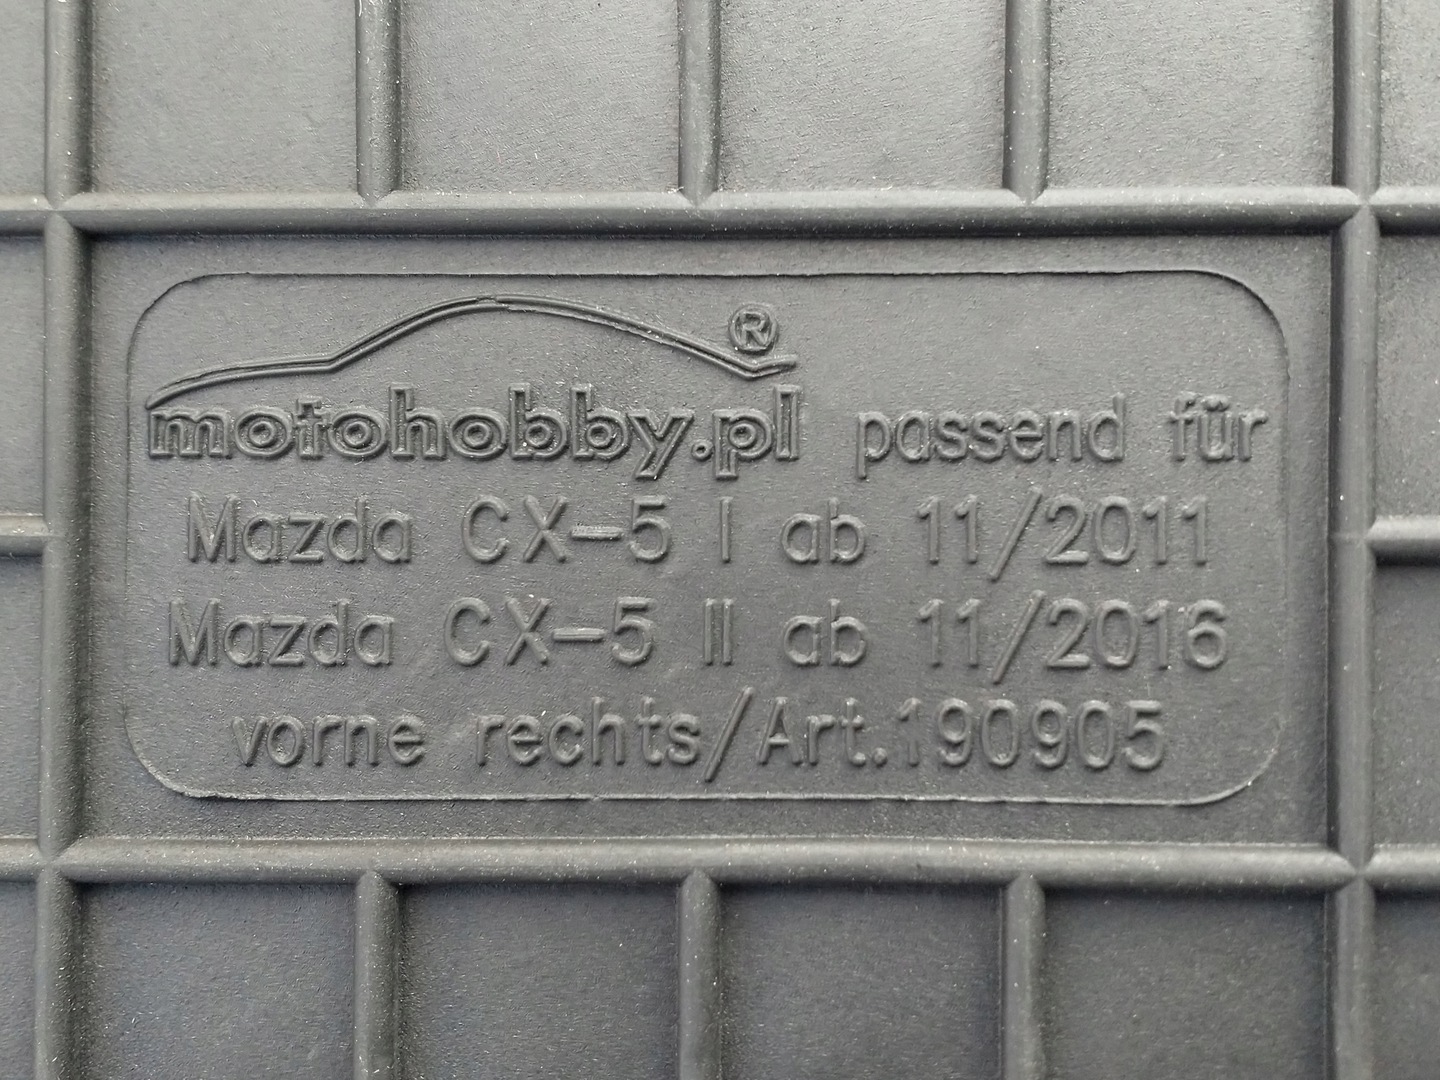 motohobby.pl ® passend für
Mazda CX-5 I ab 11/2011
Mazda CX-5 II ab 11/2016
vorne rechts/Art.190905